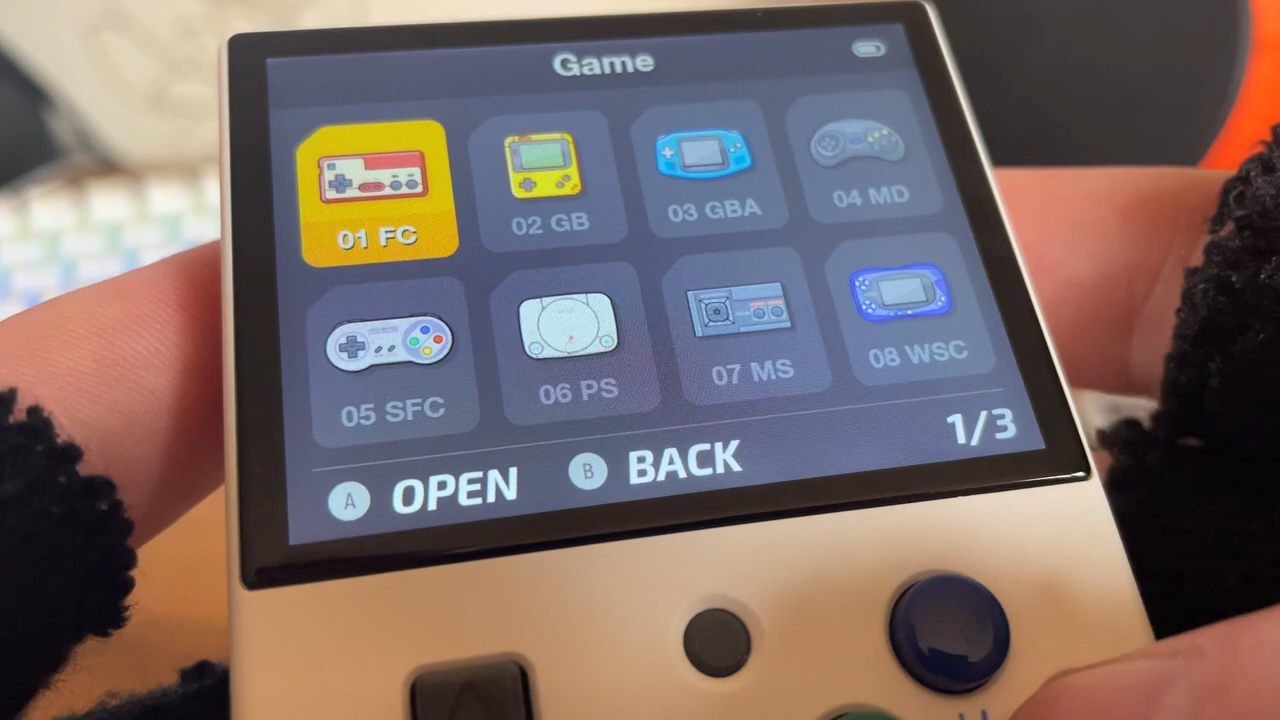 Game
01 FC
02 GB
03 GBA
04 MD
05 SFC
06 PS
07 MS
08 WSC
A OPEN B BACK 1/3